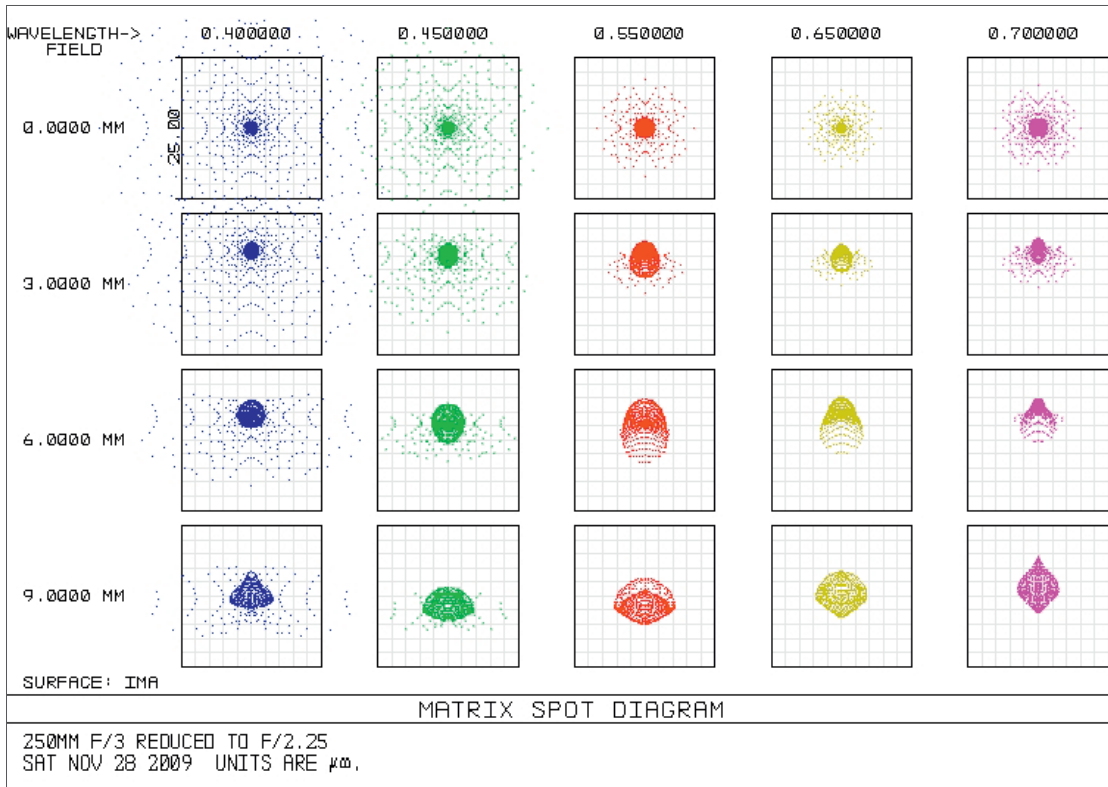 WAVELENGTH-> 0.400000 0.450000 0.550000 0.650000 0.700000
FIELD
0.0000 MM
25.00
3.0000 MM
6.0000 MM
9.0000 MM
SURFACE: IMA
MATRIX SPOT DIAGRAM
250MM F/3 REDUCED TO F/2.25
SAT NOV 28 2009 UNITS ARE µm.